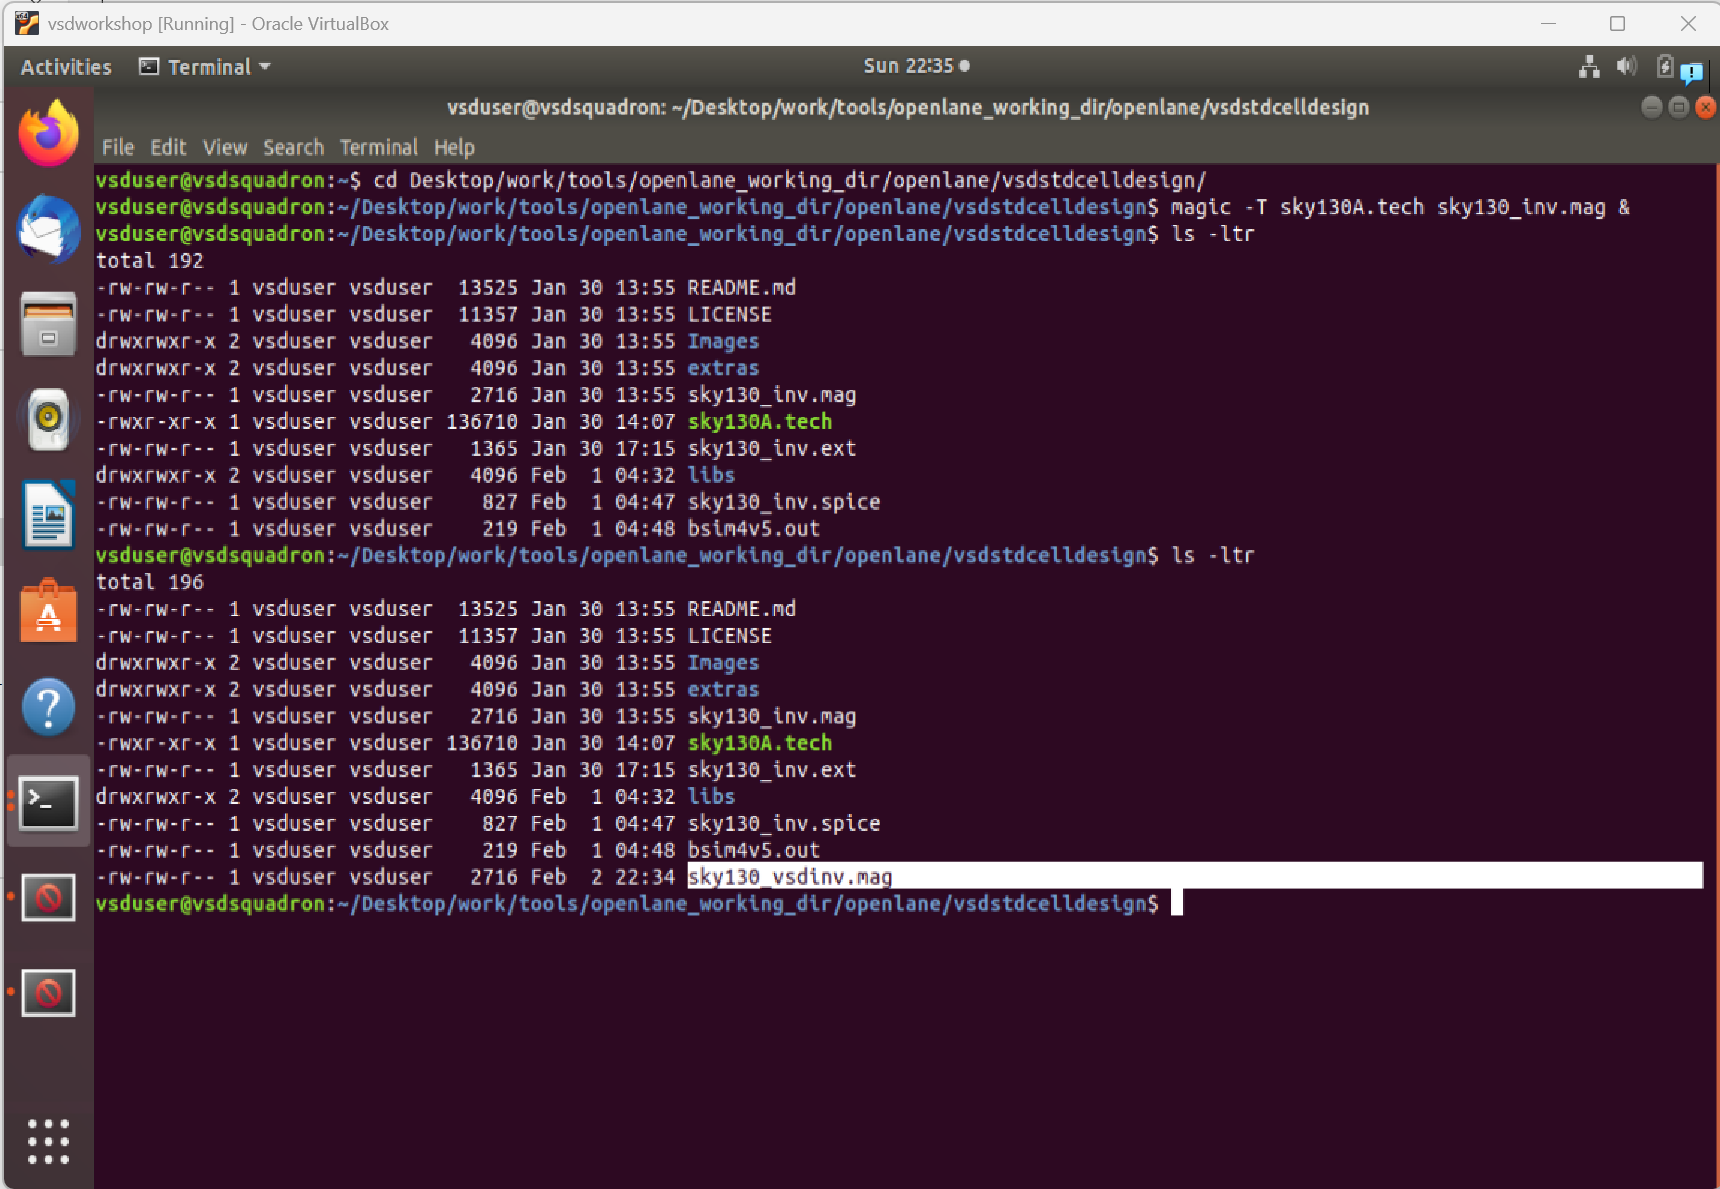 vsdworkshop [Running] - Oracle VirtualBox
Activities Terminal Sun 22:35
vsduser@vsdsquadron: ~/Desktop/work/tools/openlane_working_dir/openlane/vsdstdcelldesign
File Edit View Search Terminal Help
vsduser@vsdsquadron:~$ cd Desktop/work/tools/openlane_working_dir/openlane/vsdstdcelldesign/
vsduser@vsdsquadron:~/Desktop/work/tools/openlane_working_dir/openlane/vsdstdcelldesign$ magic -T sky130A.tech sky130_inv.mag &
vsduser@vsdsquadron:~/Desktop/work/tools/openlane_working_dir/openlane/vsdstdcelldesign$ ls -ltr
total 192
-rw-rw-r-- 1 vsduser vsduser  13525 Jan 30 13:55 README.md
-rw-rw-r-- 1 vsduser vsduser  11357 Jan 30 13:55 LICENSE
drwxrwxr-x 2 vsduser vsduser   4096 Jan 30 13:55 Images
drwxrwxr-x 2 vsduser vsduser   4096 Jan 30 13:55 extras
-rw-rw-r-- 1 vsduser vsduser   2716 Jan 30 13:55 sky130_inv.mag
-rwxr-xr-x 1 vsduser vsduser 136710 Jan 30 14:07 sky130A.tech
-rw-rw-r-- 1 vsduser vsduser   1365 Jan 30 17:15 sky130_inv.ext
drwxrwxr-x 2 vsduser vsduser   4096 Feb  1 04:32 libs
-rw-rw-r-- 1 vsduser vsduser    827 Feb  1 04:47 sky130_inv.spice
-rw-rw-r-- 1 vsduser vsduser    219 Feb  1 04:48 bsim4v5.out
vsduser@vsdsquadron:~/Desktop/work/tools/openlane_working_dir/openlane/vsdstdcelldesign$ ls -ltr
total 196
-rw-rw-r-- 1 vsduser vsduser  13525 Jan 30 13:55 README.md
-rw-rw-r-- 1 vsduser vsduser  11357 Jan 30 13:55 LICENSE
drwxrwxr-x 2 vsduser vsduser   4096 Jan 30 13:55 Images
drwxrwxr-x 2 vsduser vsduser   4096 Jan 30 13:55 extras
-rw-rw-r-- 1 vsduser vsduser   2716 Jan 30 13:55 sky130_inv.mag
-rwxr-xr-x 1 vsduser vsduser 136710 Jan 30 14:07 sky130A.tech
-rw-rw-r-- 1 vsduser vsduser   1365 Jan 30 17:15 sky130_inv.ext
drwxrwxr-x 2 vsduser vsduser   4096 Feb  1 04:32 libs
-rw-rw-r-- 1 vsduser vsduser    827 Feb  1 04:47 sky130_inv.spice
-rw-rw-r-- 1 vsduser vsduser    219 Feb  1 04:48 bsim4v5.out
-rw-rw-r-- 1 vsduser vsduser   2716 Feb  2 22:34 sky130_vsdinv.mag
vsduser@vsdsquadron:~/Desktop/work/tools/openlane_working_dir/openlane/vsdstdcelldesign$